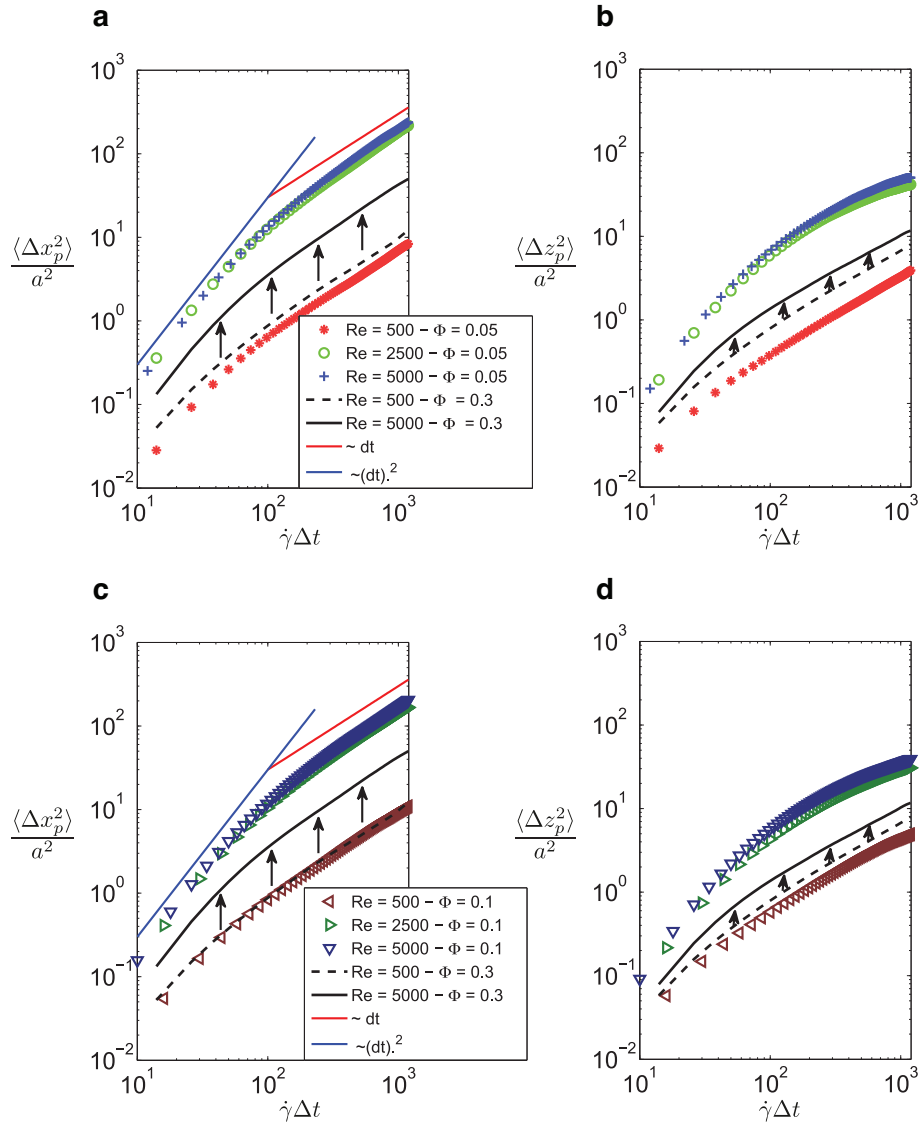 a
10^3
10^2
10^1
10^0
10^-1
10^-2
⟨Δx_p^2⟩
a^2
Re = 500 − Φ = 0.05
Re = 2500 − Φ = 0.05
Re = 5000 − Φ = 0.05
Re = 500 − Φ = 0.3
Re = 5000 − Φ = 0.3
~ dt
~(dt).^2
10^1 10^2 10^3
γ̇Δt
b
10^3
10^2
10^1
10^0
10^-1
10^-2
⟨Δz_p^2⟩
a^2
10^1 10^2 10^3
γ̇Δt
c
10^3
10^2
10^1
10^0
10^-1
10^-2
⟨Δx_p^2⟩
a^2
Re = 500 − Φ = 0.1
Re = 2500 − Φ = 0.1
Re = 5000 − Φ = 0.1
Re = 500 − Φ = 0.3
Re = 5000 − Φ = 0.3
~ dt
~(dt).^2
10^1 10^2 10^3
γ̇Δt
d
10^3
10^2
10^1
10^0
10^-1
10^-2
⟨Δz_p^2⟩
a^2
10^1 10^2 10^3
γ̇Δt